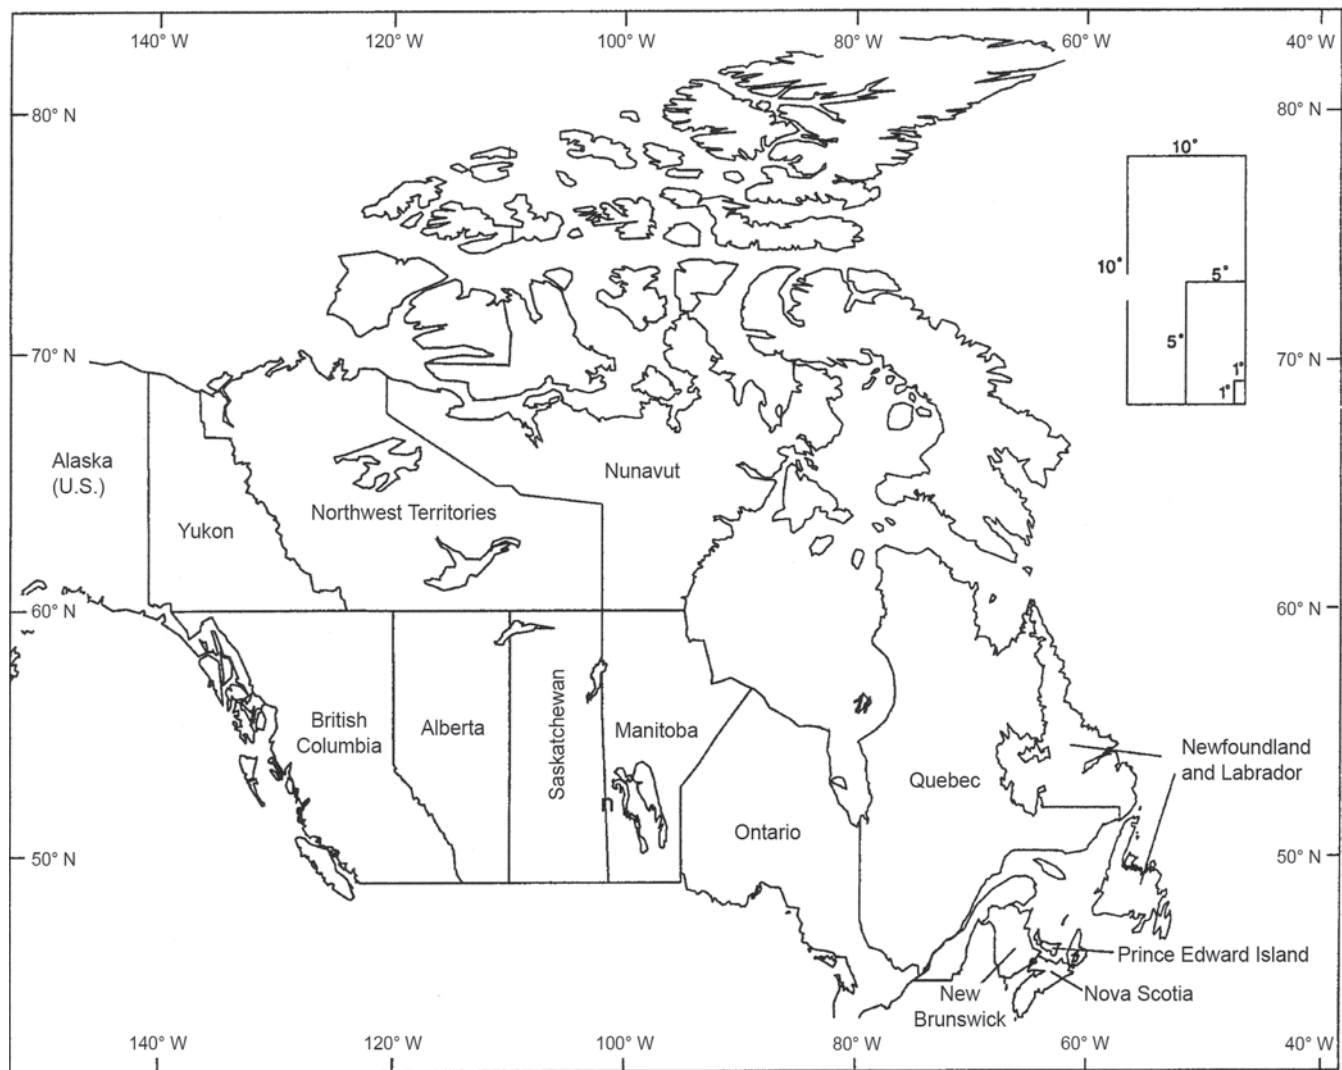 140° W
120° W
100° W
80° W
60° W
40° W
80° N
80° N
10°
10°
5°
5°
1°
1°
70° N
70° N
Alaska
(U.S.)
Yukon
Northwest Territories
Nunavut
60° N
60° N
British
Columbia
Alberta
Saskatchewan
Manitoba
n
Ontario
Quebec
Newfoundland
and Labrador
50° N
50° N
Prince Edward Island
New
Brunswick
Nova Scotia
140° W
120° W
100° W
80° W
60° W
40° W